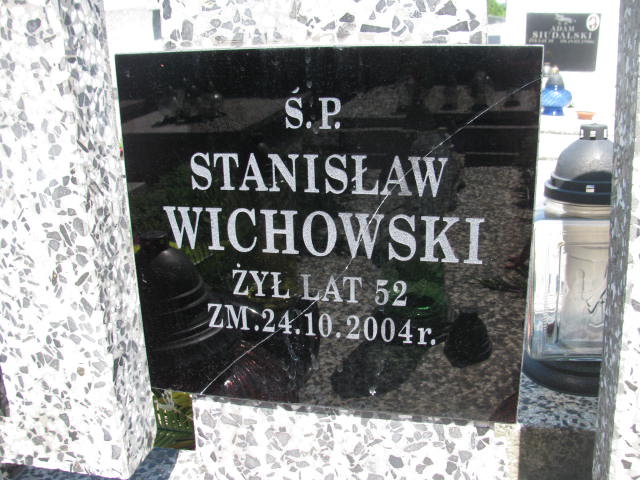 Ś.P.
STANISŁAW
WICHOWSKI
ŻYŁ LAT 52
ZM.24.10.2004r.
ADAM
SIUDALSKI